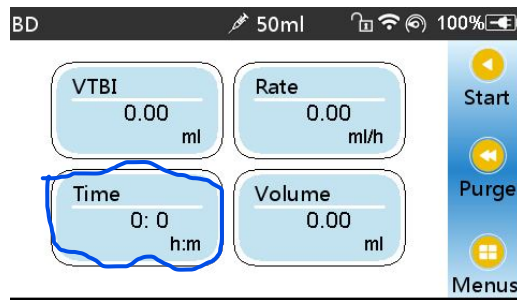 BD 50ml 100%
VTBI
0.00
ml
Rate
0.00
ml/h
Time
0: 0
h:m
Volume
0.00
ml
Start
Purge
Menus